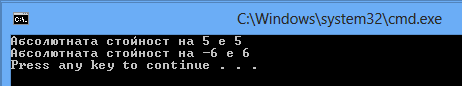 C:\Windows\system32\cmd.exe
Абсолютната стойност на 5 е 5
Абсолютната стойност на -6 е 6
Press any key to continue . . .